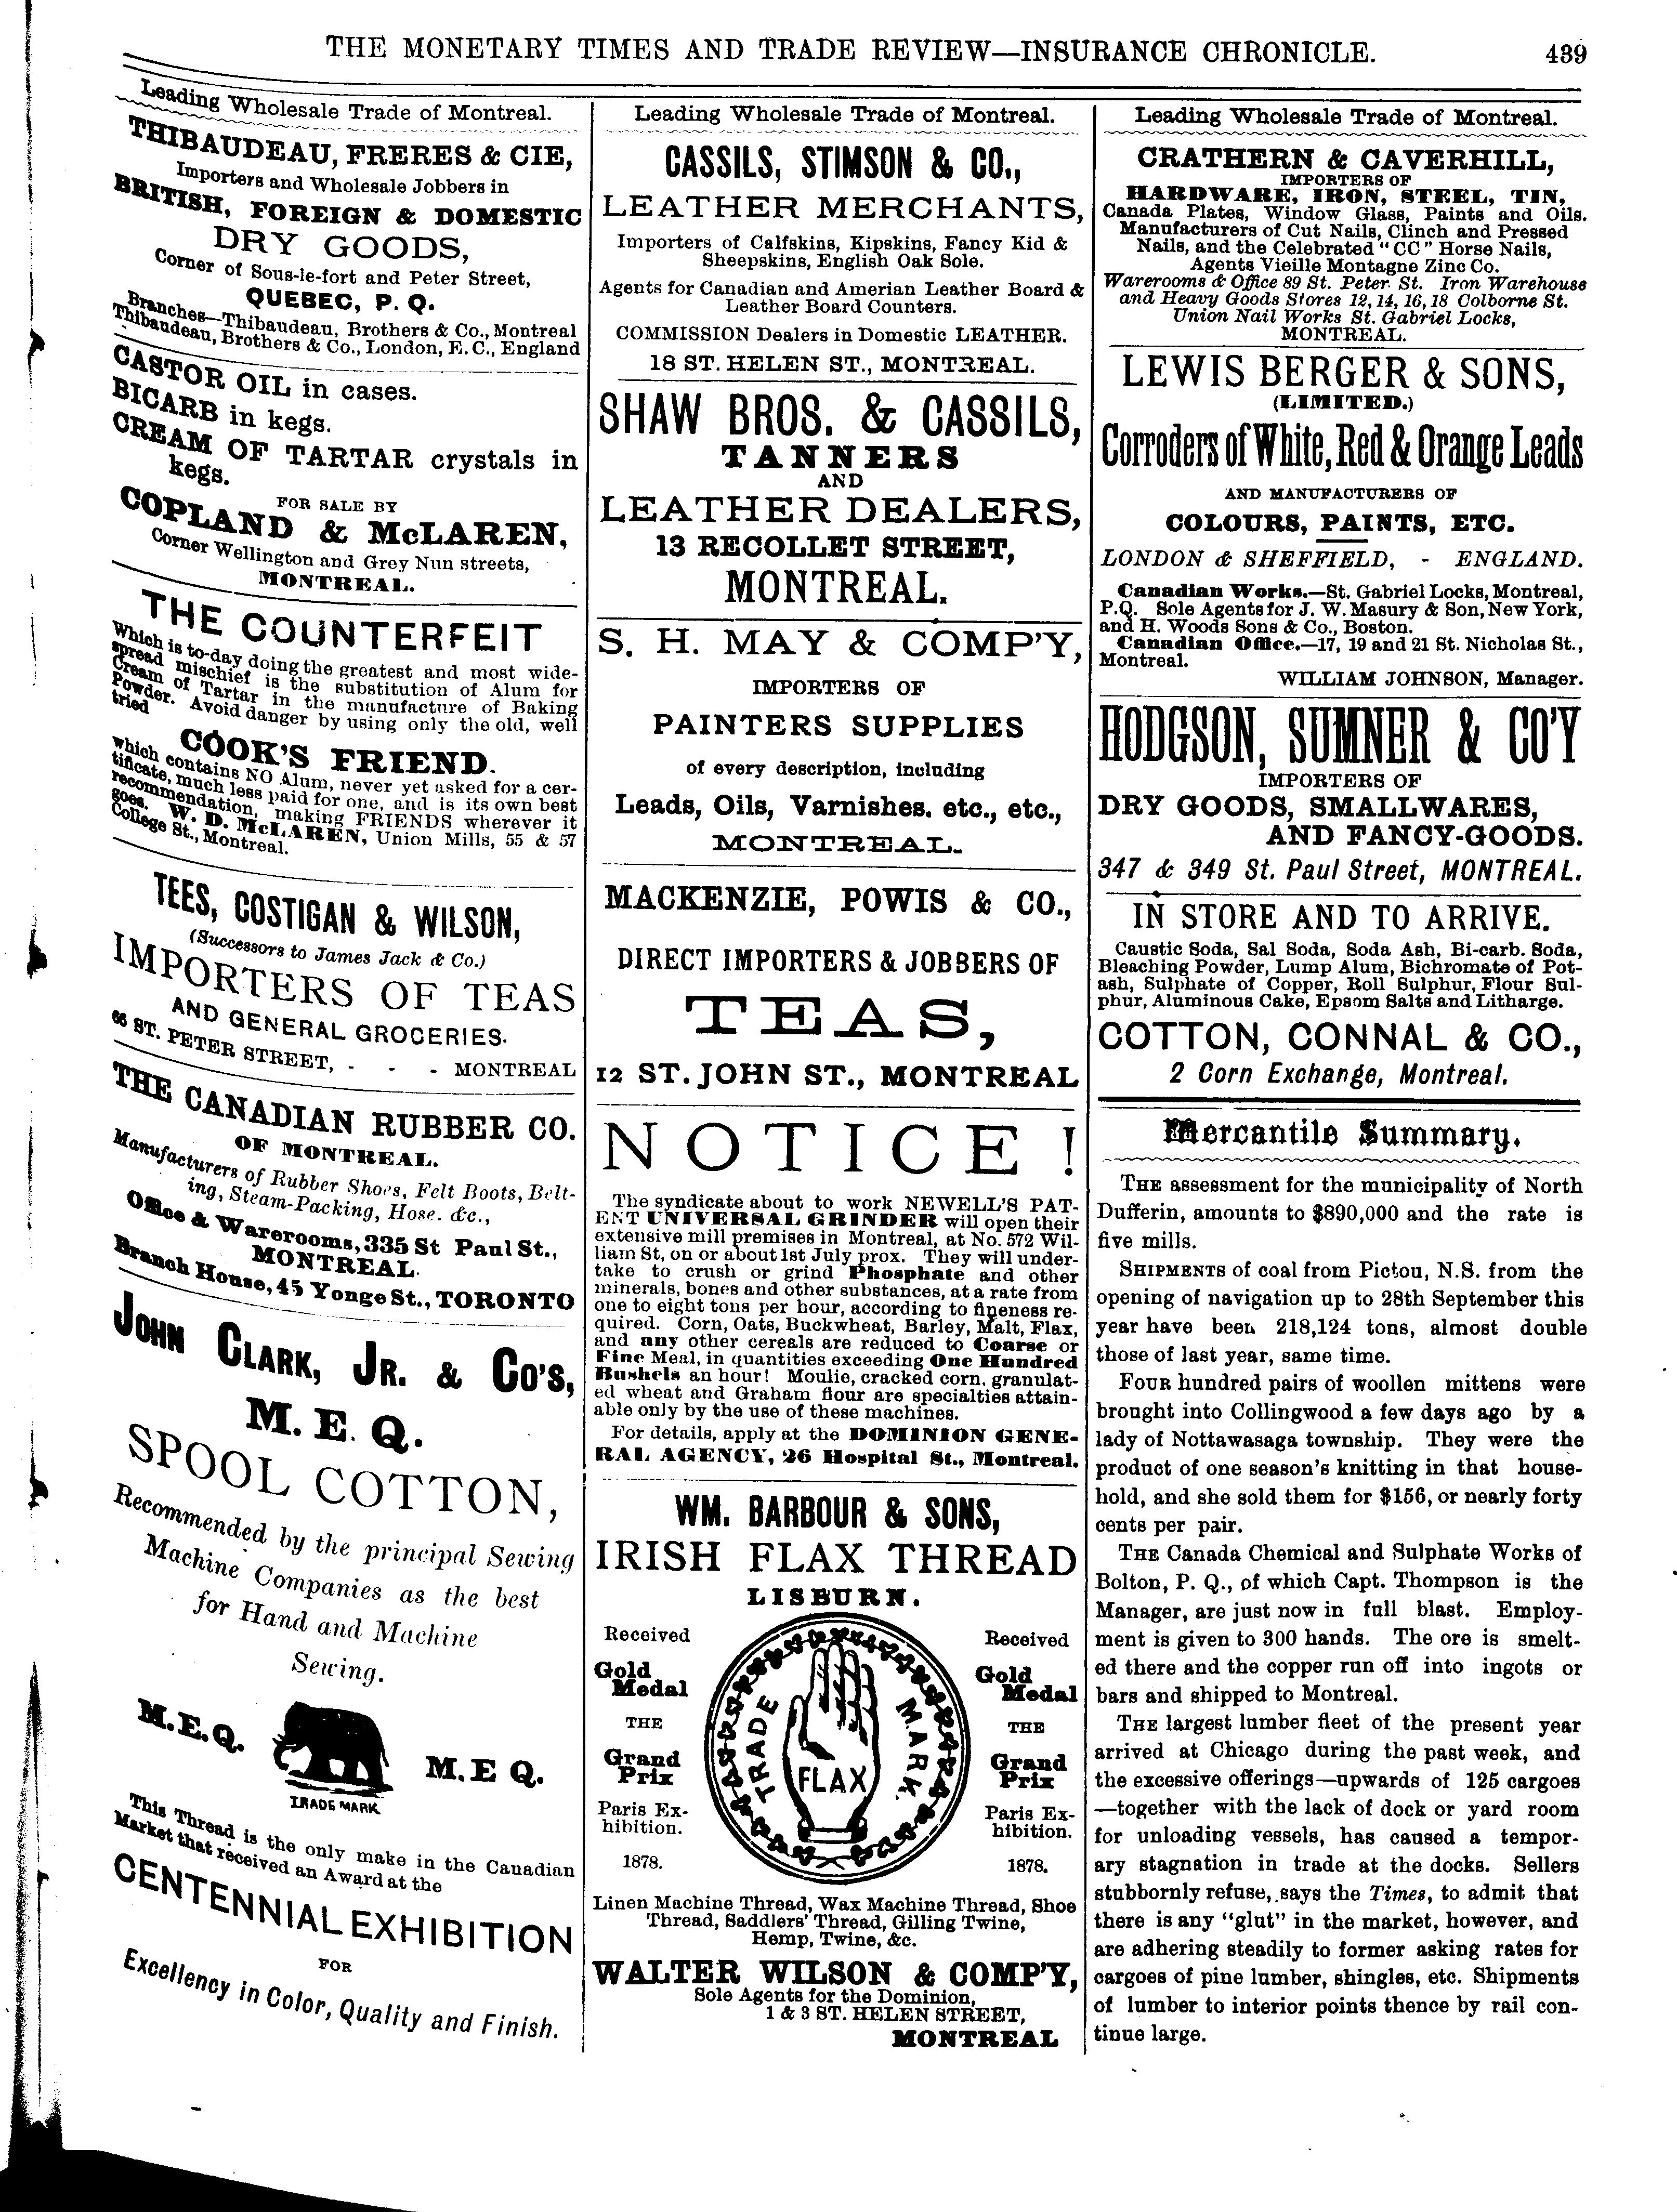 THE MONETARY TIMES AND TRADE REVIEW—INSURANCE CHRONICLE. 439
Leading Wholesale Trade of Montreal.
THIBAUDEAU, FRERES & CIE,
Importers and Wholesale Jobbers in
BRITISH, FOREIGN & DOMESTIC
DRY GOODS,
Corner of Sous-le-fort and Peter Street,
QUEBEC, P. Q.
Branches—Thibaudeau, Brothers & Co., Montreal
Thibaudeau, Brothers & Co., London, E. C., England
CASTOR OIL in cases.
BICARB in kegs.
CREAM OF TARTAR crystals in
kegs.
FOR SALE BY
COPLAND & McLAREN,
Corner Wellington and Grey Nun streets,
MONTREAL.
THE COUNTERFEIT
Which is to-day doing the greatest and most wide-
spread mischief is the substitution of Alum for
Cream of Tartar in the manufacture of Baking
Powder. Avoid danger by using only the old, well
tried
COOK'S FRIEND.
which contains NO Alum, never yet asked for a cer-
tificate, much less paid for one, and is its own best
recommendation, making FRIENDS wherever it
goes. W. D. McLAREN, Union Mills, 55 & 57
College St., Montreal.
TEES, COSTIGAN & WILSON,
(Successors to James Jack & Co.)
IMPORTERS OF TEAS
AND GENERAL GROCERIES.
66 ST. PETER STREET, - - - MONTREAL
THE CANADIAN RUBBER CO.
OF MONTREAL.
Manufacturers of Rubber Shoes, Felt Boots, Belt-
ing, Steam-Packing, Hose. &c.,
Office & Warerooms, 335 St Paul St.,
MONTREAL.
Branch House, 45 Yonge St., TORONTO
JOHN CLARK, JR. & CO'S,
M. E. Q.
SPOOL COTTON,
Recommended by the principal Sewing
Machine Companies as the best
for Hand and Machine
Sewing.
M.E.Q. M.E Q.
TRADE MARK
This Thread is the only make in the Canadian
Market that received an Award at the
CENTENNIAL EXHIBITION
FOR
Excellency in Color, Quality and Finish.
Leading Wholesale Trade of Montreal.
CASSILS, STIMSON & CO.,
LEATHER MERCHANTS,
Importers of Calfskins, Kipskins, Fancy Kid &
Sheepskins, English Oak Sole.
Agents for Canadian and Amerian Leather Board &
Leather Board Counters.
COMMISSION Dealers in Domestic LEATHER.
18 ST. HELEN ST., MONTREAL.
SHAW BROS. & CASSILS,
TANNERS
AND
LEATHER DEALERS,
13 RECOLLET STREET,
MONTREAL.
S. H. MAY & COMP'Y,
IMPORTERS OF
PAINTERS SUPPLIES
of every description, including
Leads, Oils, Varnishes. etc., etc.,
MONTREAL.
MACKENZIE, POWIS & CO.,
DIRECT IMPORTERS & JOBBERS OF
TEAS,
12 ST. JOHN ST., MONTREAL
NOTICE!
The syndicate about to work NEWELL'S PAT-
ENT UNIVERSAL GRINDER will open their
extensive mill premises in Montreal, at No. 572 Wil-
liam St, on or about 1st July prox. They will under-
take to crush or grind Phosphate and other
minerals, bones and other substances, at a rate from
one to eight tons per hour, according to fineness re-
quired. Corn, Oats, Buckwheat, Barley, Malt, Flax,
and any other cereals are reduced to Coarse or
Fine Meal, in quantities exceeding One Hundred
Bushels an hour! Moulie, cracked corn, granulat-
ed wheat and Graham flour are specialties attain-
able only by the use of these machines.
For details, apply at the DOMINION GENE-
RAL AGENCY, 26 Hospital St., Montreal.
WM. BARBOUR & SONS,
IRISH FLAX THREAD
LISBURN.
Received
Gold
Medal
THE
Grand
Prix
Paris Ex-
hibition.
1878.
TRADE MARK.
FLAX
Received
Gold
Medal
THE
Grand
Prix
Paris Ex-
hibition.
1878.
Linen Machine Thread, Wax Machine Thread, Shoe
Thread, Saddlers' Thread, Gilling Twine,
Hemp, Twine, &c.
WALTER WILSON & COMP'Y,
Sole Agents for the Dominion,
1 & 3 ST. HELEN STREET,
MONTREAL
Leading Wholesale Trade of Montreal.
CRATHERN & CAVERHILL,
IMPORTERS OF
HARDWARE, IRON, STEEL, TIN,
Canada Plates, Window Glass, Paints and Oils.
Manufacturers of Cut Nails, Clinch and Pressed
Nails, and the Celebrated "CC" Horse Nails,
Agents Vieille Montagne Zinc Co.
Warerooms & Office 89 St. Peter St. Iron Warehouse
and Heavy Goods Stores 12, 14, 16, 18 Colborne St.
Union Nail Works St. Gabriel Locks,
MONTREAL.
LEWIS BERGER & SONS,
(LIMITED.)
Corroders of White, Red & Orange Leads
AND MANUFACTURERS OF
COLOURS, PAINTS, ETC.
LONDON & SHEFFIELD, - ENGLAND.
Canadian Works.—St. Gabriel Locks, Montreal,
P.Q. Sole Agents for J. W. Masury & Son, New York,
and H. Woods Sons & Co., Boston.
Canadian Office.—17, 19 and 21 St. Nicholas St.,
Montreal.
WILLIAM JOHNSON, Manager.
HODGSON, SUMNER & CO'Y
IMPORTERS OF
DRY GOODS, SMALLWARES,
AND FANCY-GOODS.
347 & 349 St. Paul Street, MONTREAL.
IN STORE AND TO ARRIVE.
Caustic Soda, Sal Soda, Soda Ash, Bi-carb. Soda,
Bleaching Powder, Lump Alum, Bichromate of Pot-
ash, Sulphate of Copper, Roll Sulphur, Flour Sul-
phur, Aluminous Cake, Epsom Salts and Litharge.
COTTON, CONNAL & CO.,
2 Corn Exchange, Montreal.
Mercantile Summary.
THE assessment for the municipality of North
Dufferin, amounts to $890,000 and the rate is
five mills.
SHIPMENTS of coal from Pictou, N.S. from the
opening of navigation up to 28th September this
year have been 218,124 tons, almost double
those of last year, same time.
FOUR hundred pairs of woollen mittens were
brought into Collingwood a few days ago by a
lady of Nottawasaga township. They were the
product of one season's knitting in that house-
hold, and she sold them for $156, or nearly forty
cents per pair.
THE Canada Chemical and Sulphate Works of
Bolton, P. Q., of which Capt. Thompson is the
Manager, are just now in full blast. Employ-
ment is given to 300 hands. The ore is smelt-
ed there and the copper run off into ingots or
bars and shipped to Montreal.
THE largest lumber fleet of the present year
arrived at Chicago during the past week, and
the excessive offerings—upwards of 125 cargoes
—together with the lack of dock or yard room
for unloading vessels, has caused a tempor-
ary stagnation in trade at the docks. Sellers
stubbornly refuse, says the Times, to admit that
there is any "glut" in the market, however, and
are adhering steadily to former asking rates for
cargoes of pine lumber, shingles, etc. Shipments
of lumber to interior points thence by rail con-
tinue large.